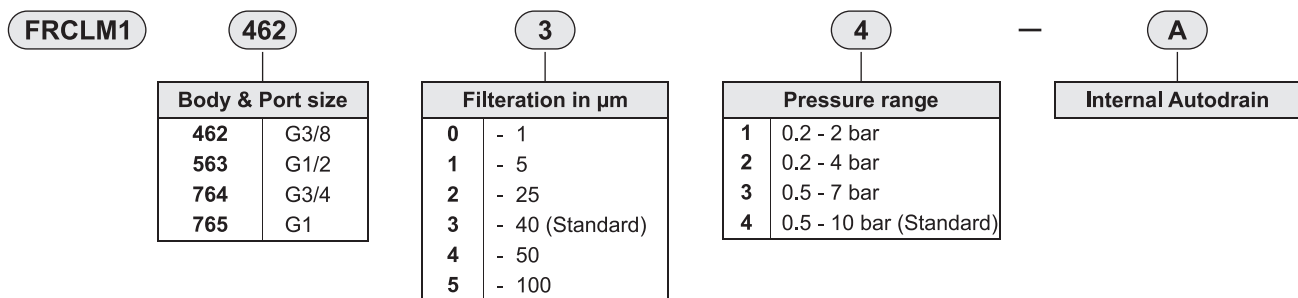 FRCLM1 462 3 4 – A
Body & Port size
462 G3/8
563 G1/2
764 G3/4
765 G1
Filteration in µm
0 - 1
1 - 5
2 - 25
3 - 40 (Standard)
4 - 50
5 - 100
Pressure range
1 0.2 - 2 bar
2 0.2 - 4 bar
3 0.5 - 7 bar
4 0.5 - 10 bar (Standard)
Internal Autodrain